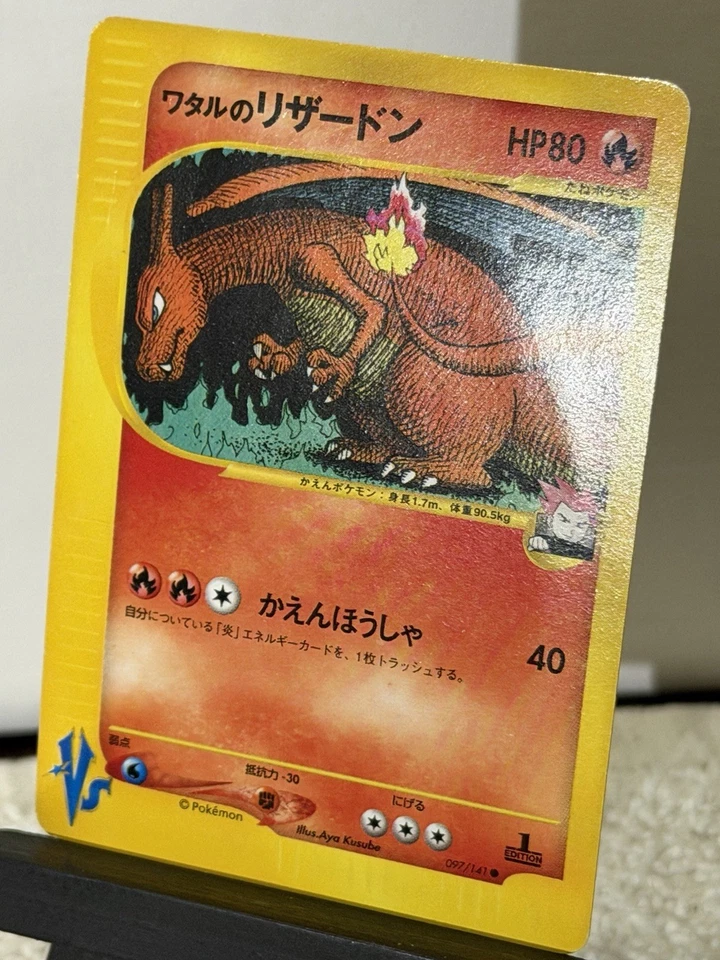 ワタルのリザードン HP80
たねポケモン
かえんポケモン：身長1.7m、体重90.5kg
かえんほうしゃ 40
自分についている「炎」エネルギーカードを、1枚トラッシュする。
弱点 抵抗力 -30 にげる
VS
© Pokémon Illus.Aya Kusube 097/141
1
EDITION